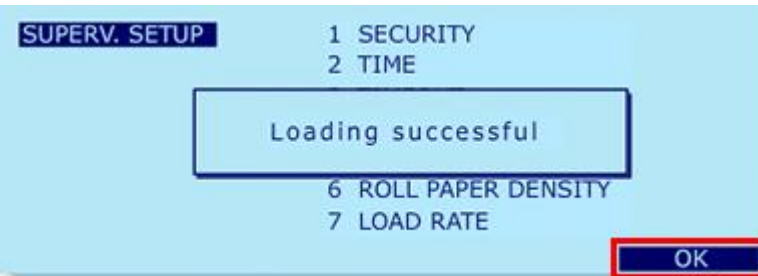 SUPERV. SETUP
1 SECURITY
2 TIME
Loading successful
6 ROLL PAPER DENSITY
7 LOAD RATE
OK